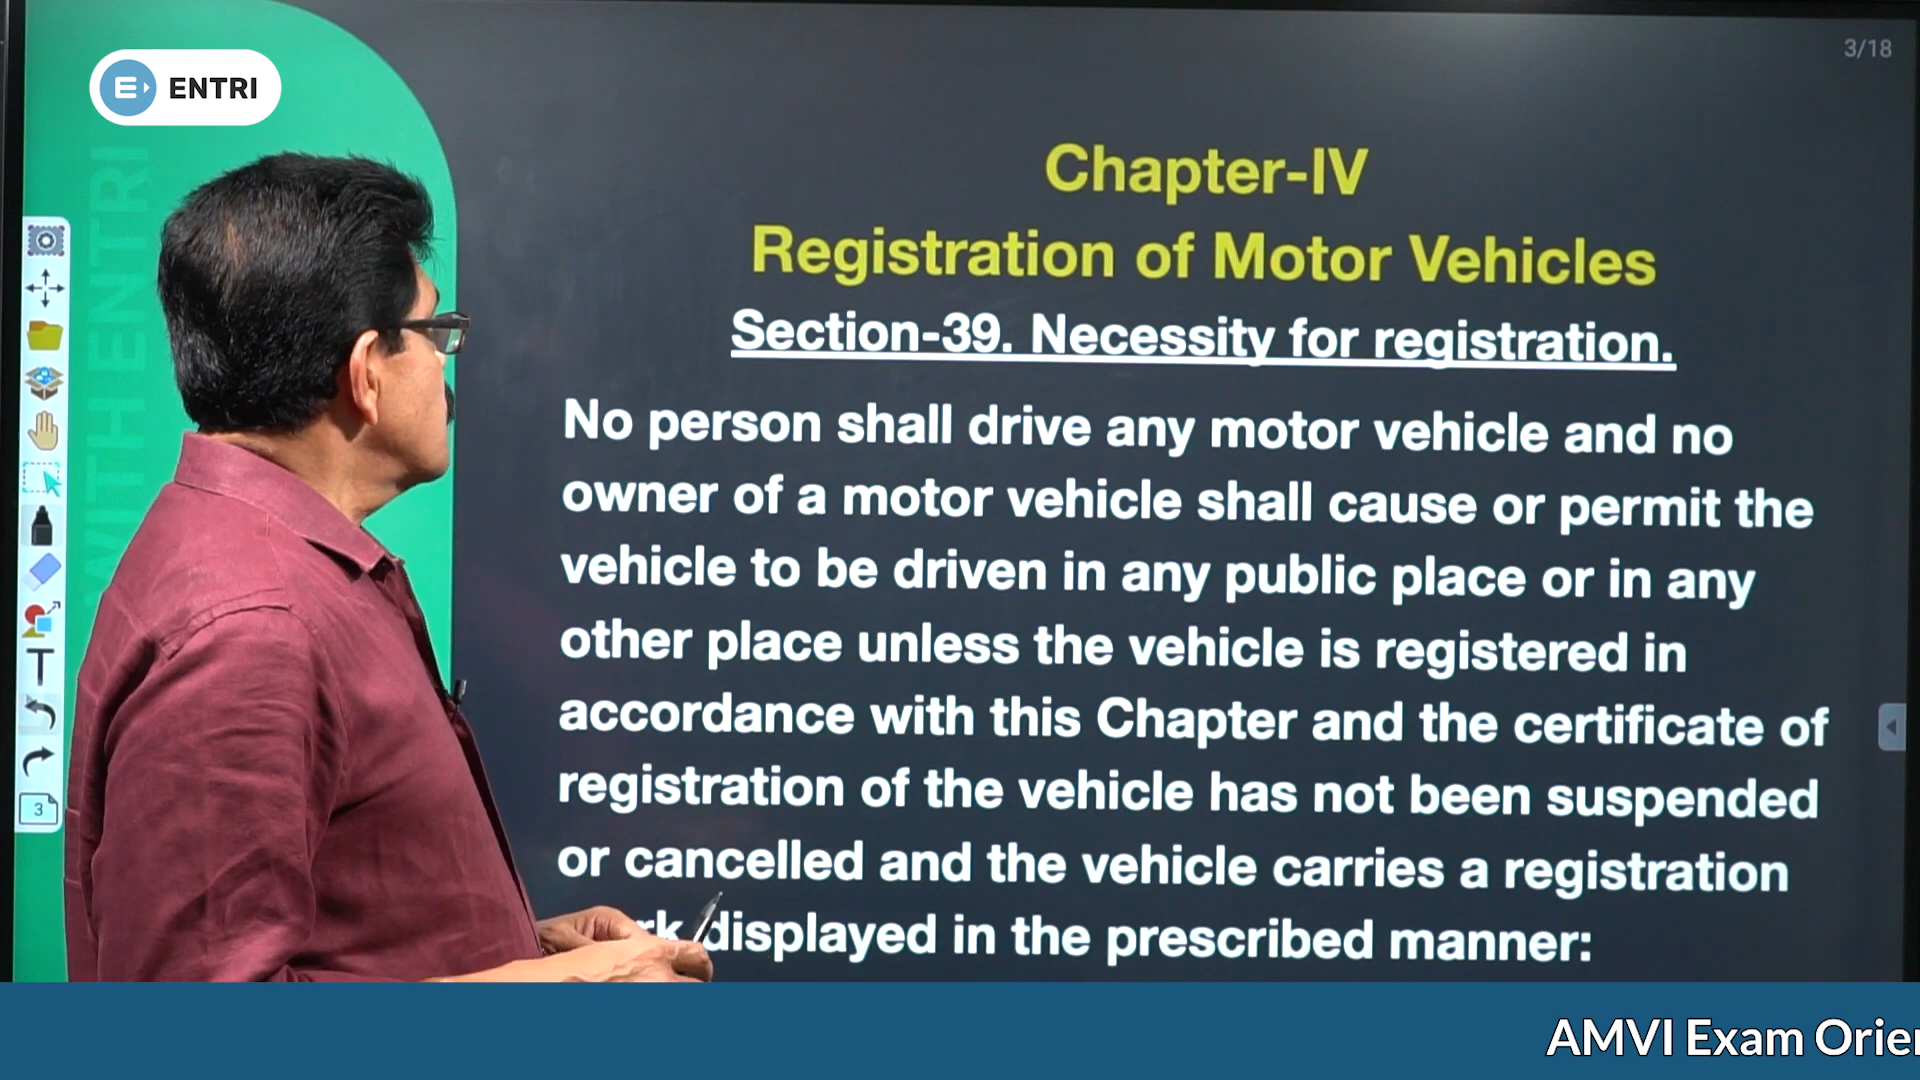 ENTRI
3/18
WITH ENTRI
Chapter-IV
Registration of Motor Vehicles
Section-39. Necessity for registration.
No person shall drive any motor vehicle and no
owner of a motor vehicle shall cause or permit the
vehicle to be driven in any public place or in any
other place unless the vehicle is registered in
accordance with this Chapter and the certificate of
registration of the vehicle has not been suspended
or cancelled and the vehicle carries a registration
displayed in the prescribed manner:
T
3
AMVI Exam